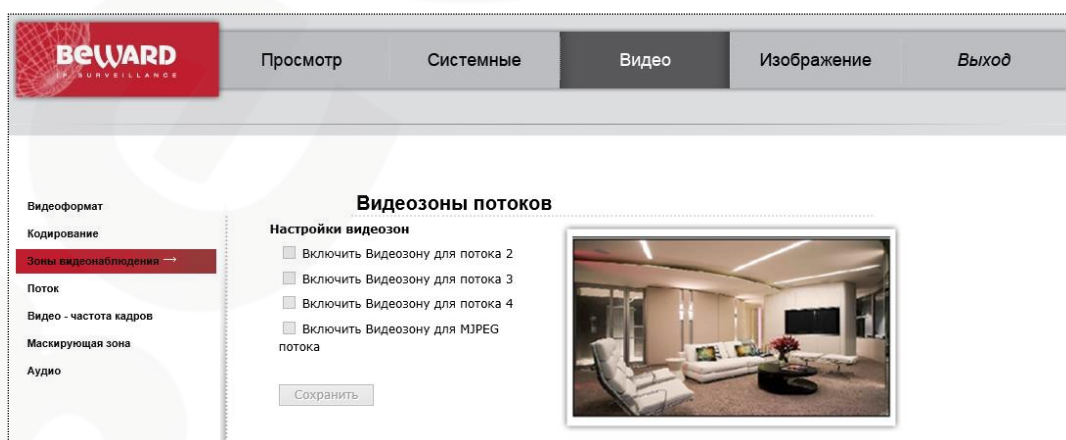 BEWARD
IP SURVEILLANCE
Просмотр Системные Видео Изображение Выход
Видеоформат
Кодирование
Зоны видеонаблюдения →
Поток
Видео - частота кадров
Маскирующая зона
Аудио
Видеозоны потоков
Настройки видеозон
Включить Видеозону для потока 2
Включить Видеозону для потока 3
Включить Видеозону для потока 4
Включить Видеозону для MJPEG
потока
Сохранить